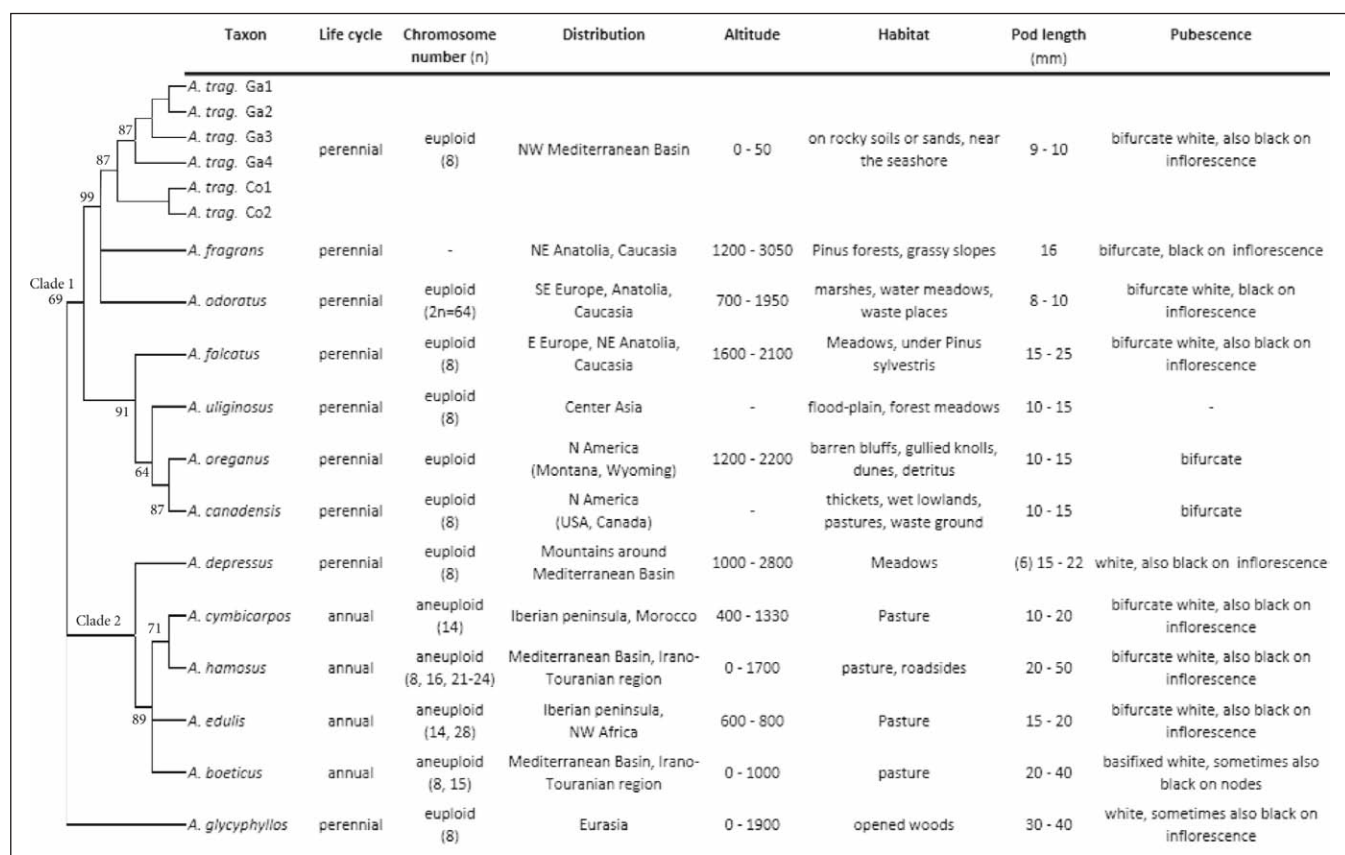 Taxon Life cycle Chromosome number (n) Distribution Altitude Habitat Pod length (mm) Pubescence
A. trag. Ga1
A. trag. Ga2
87
A. trag. Ga3
perennial euploid (8) NW Mediterranean Basin 0 - 50 on rocky soils or sands, near the seashore 9 - 10 bifurcate white, also black on inflorescence
87
A. trag. Ga4
A. trag. Co1
99
A. trag. Co2
A. fragrans perennial - NE Anatolia, Caucasia 1200 - 3050 Pinus forests, grassy slopes 16 bifurcate, black on inflorescence
Clade 1
69
A. odoratus perennial euploid (2n=64) SE Europe, Anatolia, Caucasia 700 - 1950 marshes, water meadows, waste places 8 - 10 bifurcate white, black on inflorescence
A. falcatus perennial euploid (8) E Europe, NE Anatolia, Caucasia 1600 - 2100 Meadows, under Pinus sylvestris 15 - 25 bifurcate white, also black on inflorescence
91
A. uliginosus perennial euploid (8) Center Asia - flood-plain, forest meadows 10 - 15 -
64
A. oreganus perennial euploid N America (Montana, Wyoming) 1200 - 2200 barren bluffs, gullied knolls, dunes, detritus 10 - 15 bifurcate
87
A. canadensis perennial euploid (8) N America (USA, Canada) - thickets, wet lowlands, pastures, waste ground 10 - 15 bifurcate
A. depressus perennial euploid (8) Mountains around Mediterranean Basin 1000 - 2800 Meadows (6) 15 - 22 white, also black on inflorescence
Clade 2
71
A. cymbicarpos annual aneuploid (14) Iberian peninsula, Morocco 400 - 1330 Pasture 10 - 20 bifurcate white, also black on inflorescence
A. hamosus annual aneuploid (8, 16, 21-24) Mediterranean Basin, Irano-Touranian region 0 - 1700 pasture, roadsides 20 - 50 bifurcate white, also black on inflorescence
89
A. edulis annual aneuploid (14, 28) Iberian peninsula, NW Africa 600 - 800 Pasture 15 - 20 bifurcate white, also black on inflorescence
A. boeticus annual aneuploid (8, 15) Mediterranean Basin, Irano-Touranian region 0 - 1000 pasture 20 - 40 basifixed white, sometimes also black on nodes
A. glycyphyllos perennial euploid (8) Eurasia 0 - 1900 opened woods 30 - 40 white, sometimes also black on inflorescence